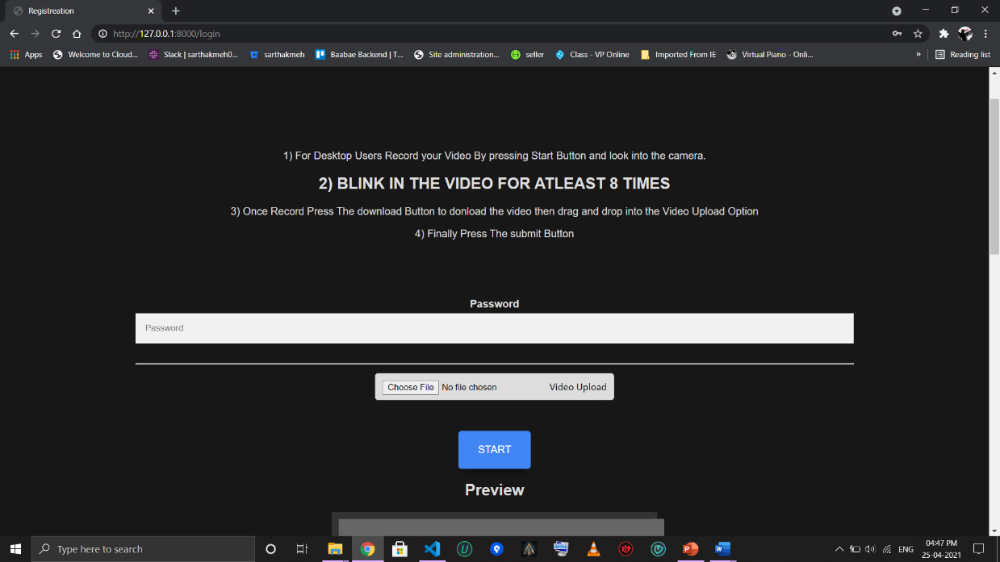 Registreation
http://127.0.0.1:8000/login
Apps Welcome to Cloud... Slack | sarthakmeh0... sarthakmeh Baabae Backend | T... Site administration... seller Class - VP Online Imported From IE Virtual Piano - Onli... » Reading list
1) For Desktop Users Record your Video By pressing Start Button and look into the camera.
2) BLINK IN THE VIDEO FOR ATLEAST 8 TIMES
3) Once Record Press The download Button to donload the video then drag and drop into the Video Upload Option
4) Finally Press The submit Button
Password
Password
Choose File No file chosen Video Upload
START
Preview
Type here to search
ENG
04:47 PM
25-04-2021